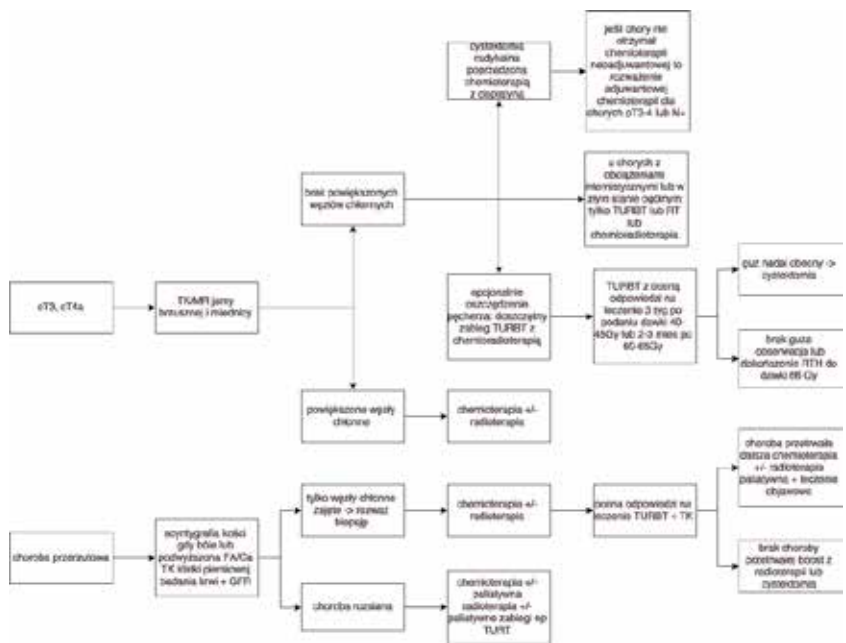 cystektomia
radykalna
poprzedzona
chemioterapią
z cisplatyną
jeśli chory nie
otrzymał
chemioterapii
neoadjuwantowej to
rozważenie
adjuwantowej
chemioterapii dla
chorych pT3-4 lub N+
brak powiększonych
węzłów chłonnych
u chorych z
obciążeniami
internistycznymi lub w
złym stanie ogólnym:
tylko TURBT lub RT
lub
chemioradioterapia
cT3, cT4a
TK/MR jamy
brzusznej i miednicy
opcjonalnie
oszczędzenie
pęcherza: doszczętny
zabieg TURBT z
chemioradioterapią
TURBT z oceną
odpowiedzi na
leczenie 3 tyg po
podaniu dawki 40-
45Gy lub 2-3 mies po
60-65Gy
guz nadal obecny ->
cystektomia
brak guza
obserwacja lub
dokończenie RTH do
dawki 66 Gy
powiększone węzły
chłonne
chemioterapia +/-
radioterapia
choroba przerzutowa
scyntygrafia kości
gdy bóle lub
podwyższona FA/Ca
TK klatki piersiowej
badania krwi + GFR
tylko węzły chłonne
zajęte -> rozważ
biopsję
chemioterapia +/-
radioterapia
ocena odpowiedzi na
leczenie TURBT + TK
choroba przetrwała
dalsza chemioterapia
+/- radioterapia
paliatywna + leczenie
objawowe
brak choroby
przetrwałej boost z
radioterapii lub
cystektomia
choroba rozsiana
chemioterapia +/-
paliatywna
radioterapia +/-
paliatywne zabiegi np
TURT